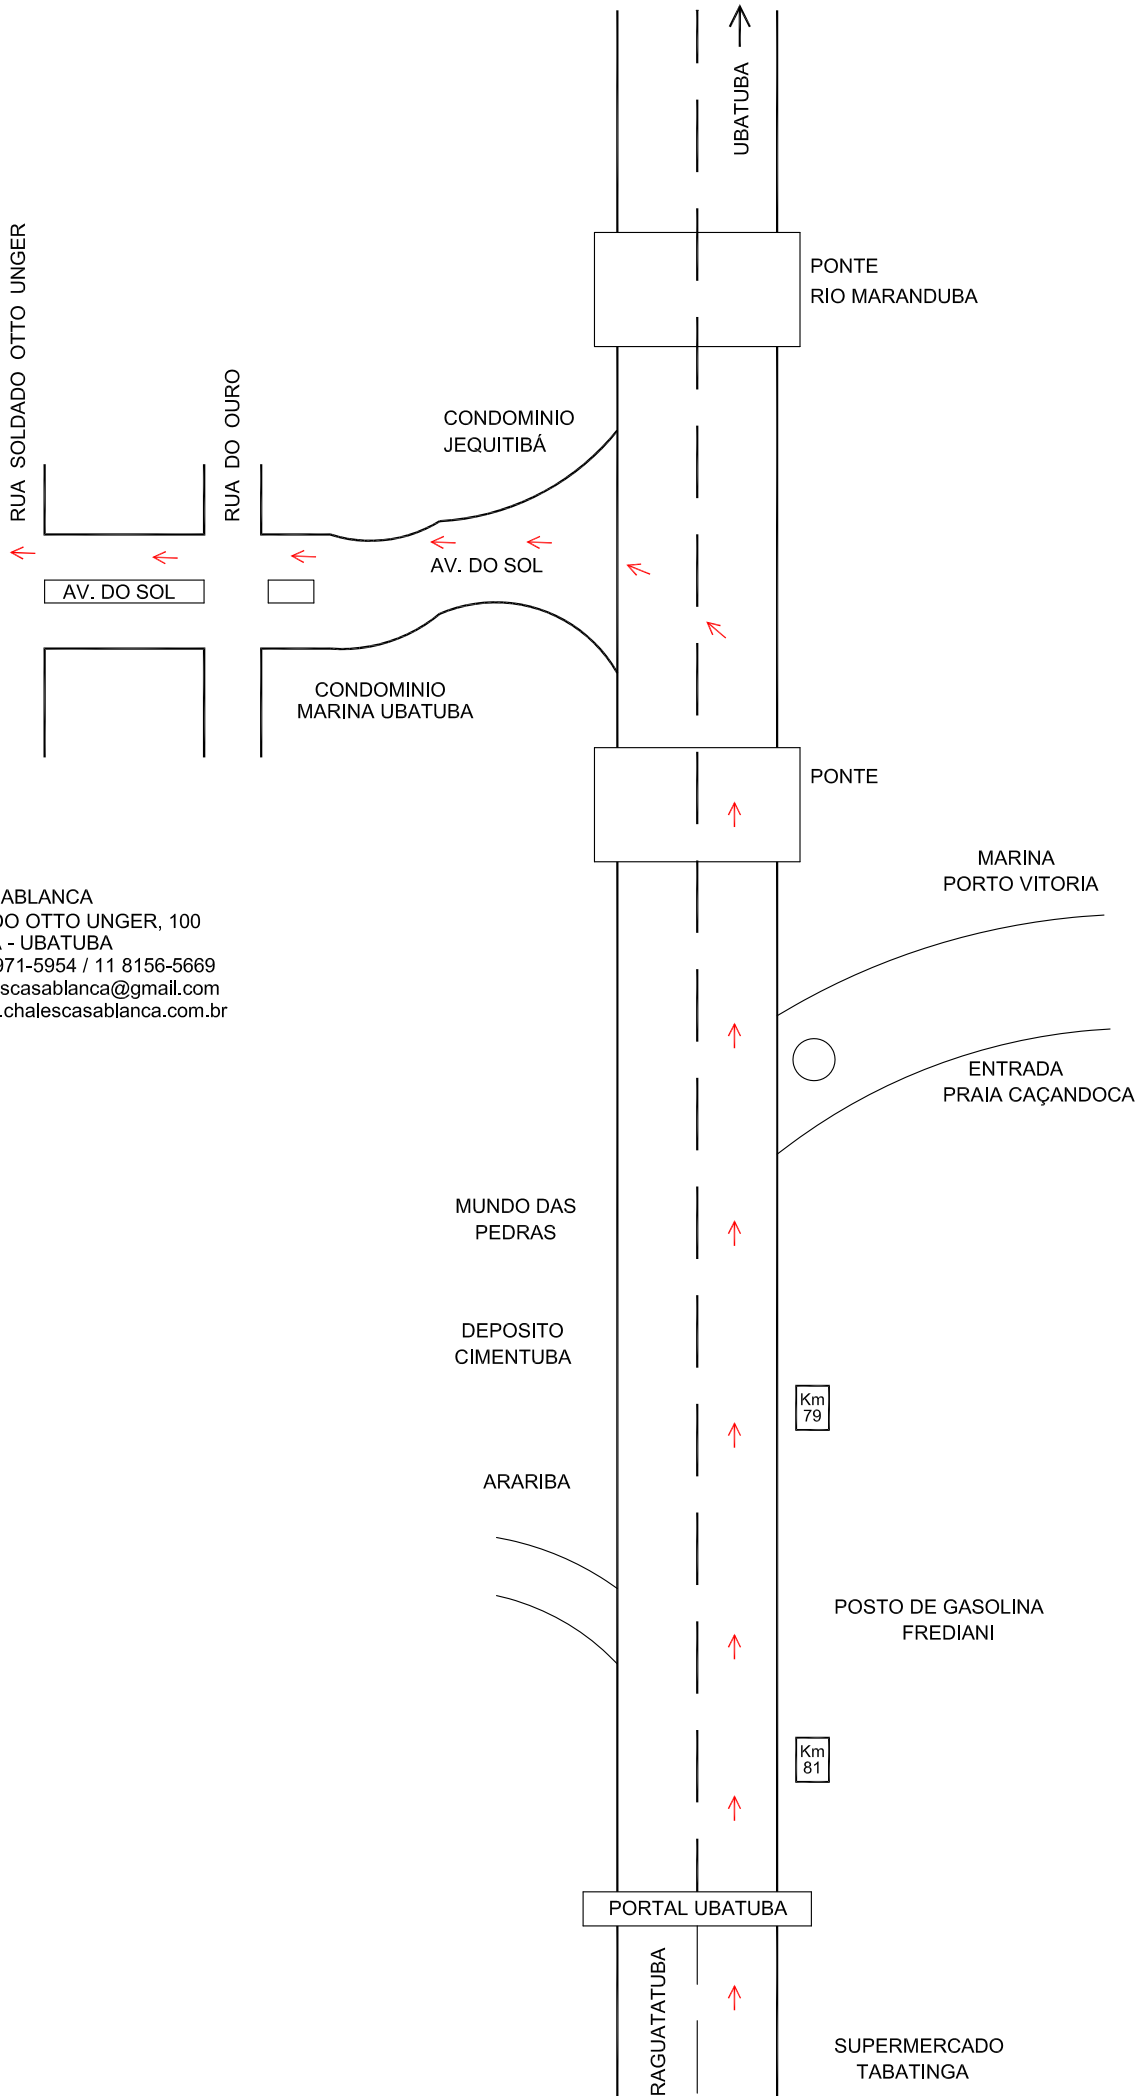 UBATUBA
PONTE
RIO MARANDUBA
RUA SOLDADO OTTO UNGER
RUA DO OURO
CONDOMINIO
JEQUITIBÁ
AV. DO SOL
AV. DO SOL
CONDOMINIO
MARINA UBATUBA
PONTE
MARINA
PORTO VITORIA
ABLANCA
DO OTTO UNGER, 100
- UBATUBA
971-5954 / 11 8156-5669
scasablanca@gmail.com
.chalescasablanca.com.br
ENTRADA
PRAIA CAÇANDOCA
MUNDO DAS
PEDRAS
DEPOSITO
CIMENTUBA
Km
79
ARARIBA
POSTO DE GASOLINA
FREDIANI
Km
81
PORTAL UBATUBA
RAGUATATUBA
SUPERMERCADO
TABATINGA